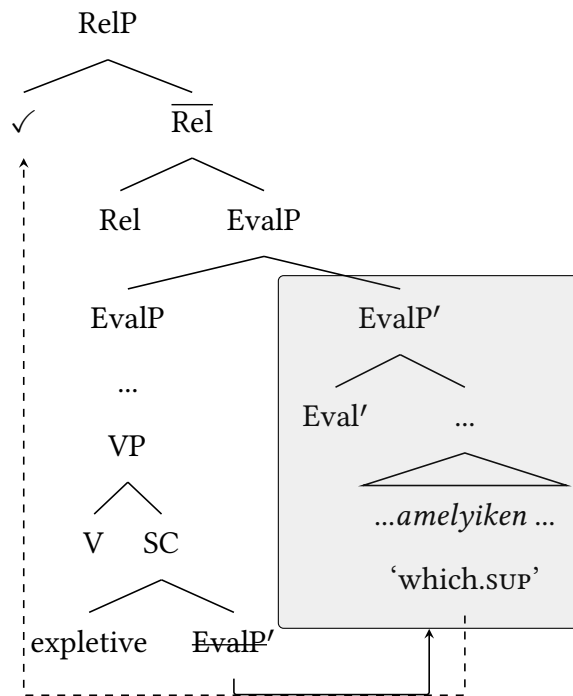 RelP
✓ Rel
Rel EvalP
EvalP EvalP′
... Eval′ ...
VP
V SC ...amelyiken ...
‘which.SUP’
expletive EvalP′